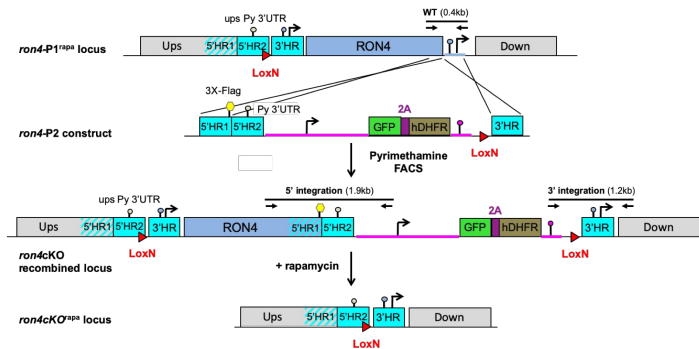 ups Py 3'UTR
WT (0.4kb)
ron4-P1rapa locus
Ups 5'HR1 5'HR2 3'HR RON4 Down
LoxN
3X-Flag
Py 3'UTR
ron4-P2 construct
5'HR1 5'HR2 GFP 2A hDHFR 3'HR
LoxN
Pyrimethamine
FACS
5' integration (1.9kb)
3' integration (1.2kb)
ups Py 3'UTR
2A
Ups 5'HR1 5'HR2 3'HR RON4 5'HR1 5'HR2 GFP hDHFR 3'HR Down
LoxN
LoxN
ron4cKO
recombined locus
+ rapamycin
ron4cKOrapa locus
Ups 5'HR1 5'HR2 3'HR Down
LoxN